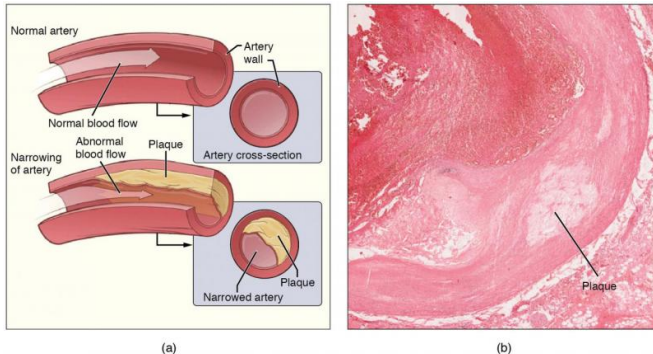 Normal artery
Artery
wall
Normal blood flow
Artery cross-section
Abnormal
blood flow
Plaque
Narrowing
of artery
Plaque
Narrowed artery
Plaque
(a)
(b)